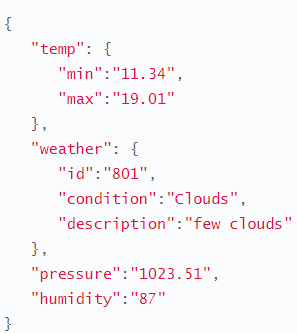 {
"temp": {
"min":"11.34",
"max":"19.01"
},
"weather": {
"id":"801",
"condition":"Clouds",
"description":"few clouds"
},
"pressure":"1023.51",
"humidity":"87"
}